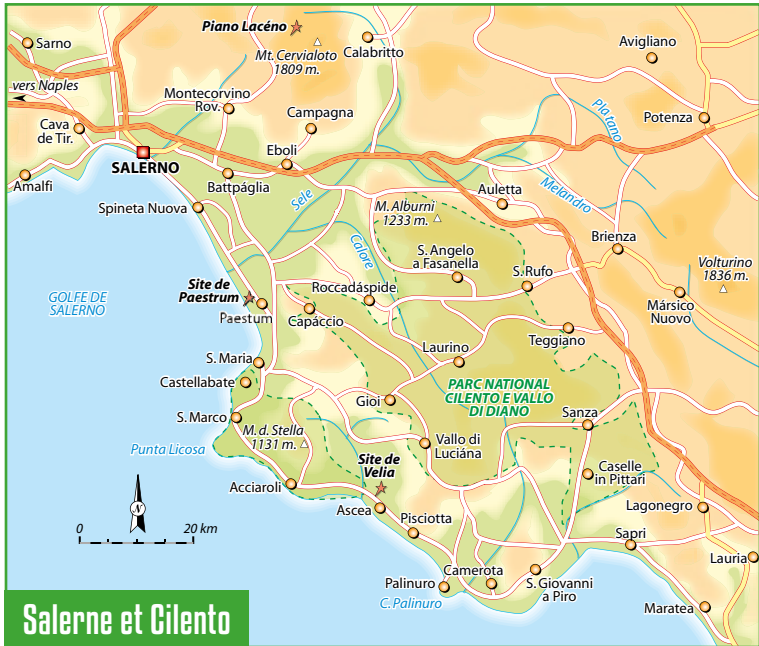 Piano Lacéno
Sarno
Mt. Cervialoto
1809 m.
Calabritto
Avigliano
vers Naples
Montecorvino
Rov.
Campagna
Platano
Potenza
Cava
de Tir.
SALERNO
Eboli
Battpáglia
Amalfi
Sele
Auletta
Melandro
Spineta Nuova
M. Alburni
1233 m.
Brienza
Calore
S. Angelo
a Fasanella
S. Rufo
Volturino
1836 m.
Site de
Paestrum
GOLFE DE
SALERNO
Roccadáspide
Paestum
Capáccio
Mársico
Nuovo
Teggiano
Laurino
S. Maria
Castellabate
PARC NATIONAL
CILENTO E VALLO
DI DIANO
Gioi
S. Marco
Sanza
M. d. Stella
1131 m.
Vallo di
Luciána
Punta Licosa
Site de
Velia
Caselle
in Pittari
Acciaroli
Ascea
Lagonegro
N
0
20 km
Pisciotta
Sapri
Lauria
Camerota
Palinuro
S. Giovanni
a Piro
C. Palinuro
Maratea
Salerne et Cilento